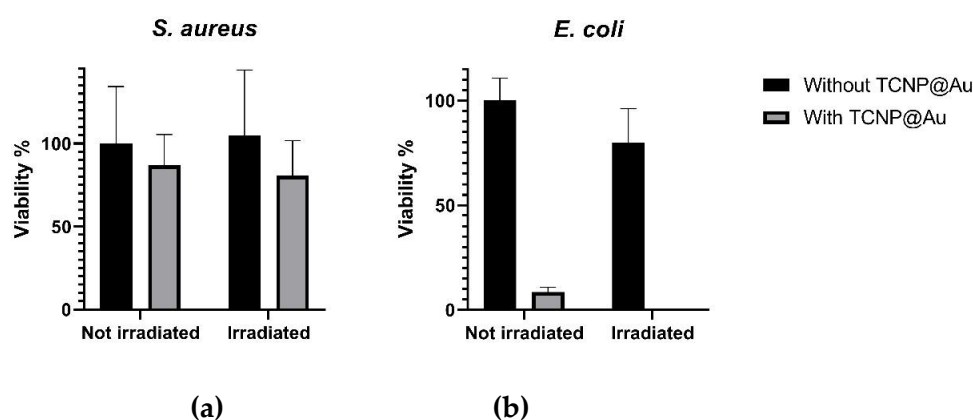 S. aureus
Viability %
100
50
0
Not irradiated
Irradiated
(a)
E. coli
Viability %
100
50
0
Not irradiated
Irradiated
(b)
Without TCNP@Au
With TCNP@Au